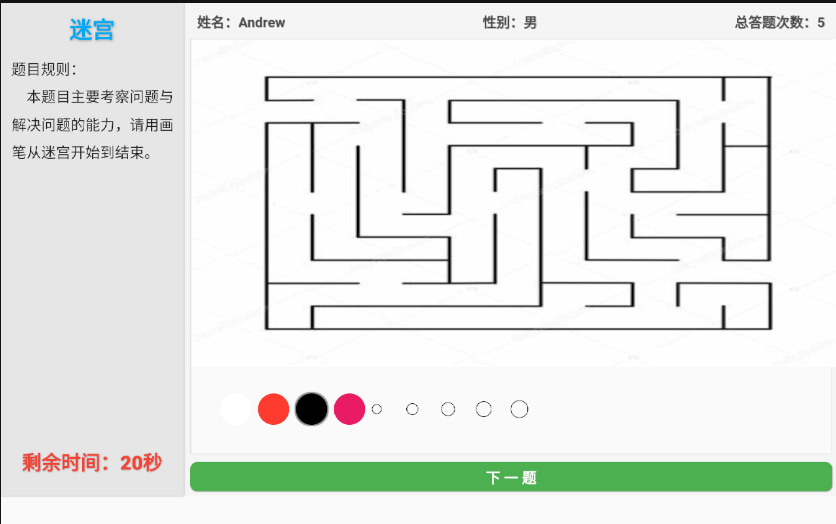 迷宫
题目规则：
本题目主要考察问题与
解决问题的能力，请用画
笔从迷宫开始到结束。
剩余时间：20秒
姓名：Andrew 性别：男 总答题次数：5
下一题